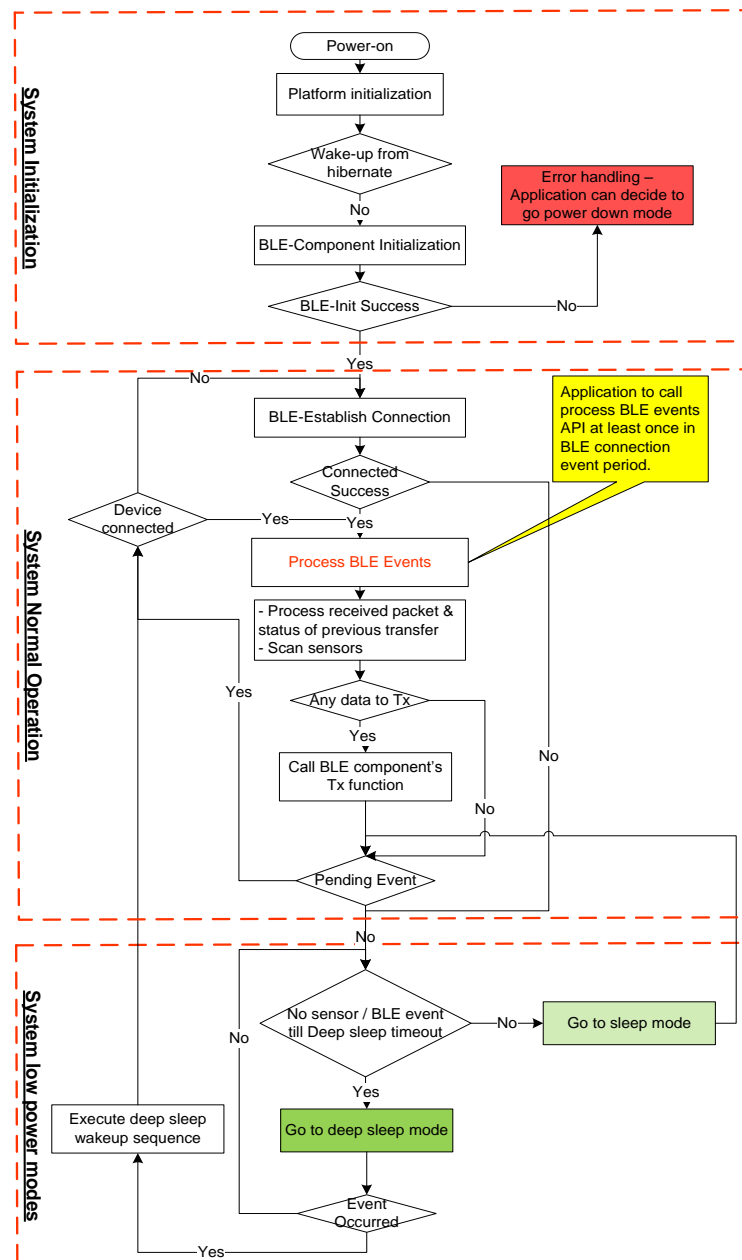 System Initialization
Power-on
Platform initialization
Wake-up from
hibernate
No
BLE-Component Initialization
Error handling –
Application can decide to
go power down mode
BLE-Init Success
No
Yes
System Normal Operation
No
BLE-Establish Connection
Application to call
process BLE events
API at least once in
BLE connection
event period.
Connected
Success
Device
connected
Yes
Yes
Process BLE Events
- Process received packet &
status of previous transfer
- Scan sensors
Yes
Any data to Tx
Yes
No
Call BLE component's
Tx function
No
Pending Event
No
System low power modes
No sensor / BLE event
till Deep sleep timeout
No
No
Go to sleep mode
Yes
Execute deep sleep
wakeup sequence
Go to deep sleep mode
Event
Occurred
Yes